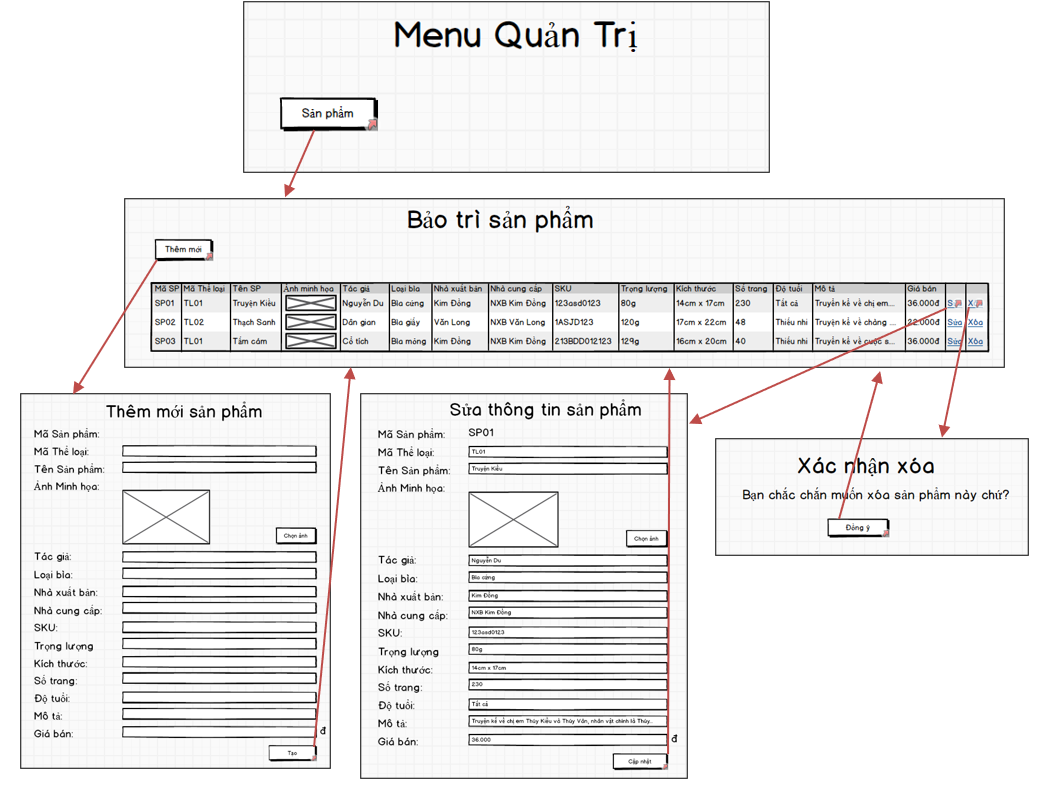 Menu Quản Trị
Sản phẩm
Bảo trì sản phẩm
Thêm mới
Mã SP Mã Thể loại Tên SP Ảnh minh họa Tác giả Loại bìa Nhà xuất bản Nhà cung cấp SKU Trọng lượng Kích thước Số trang Độ tuổi Mô tả Giá bán
SP01 TL01 Truyện Kiều Nguyễn Du Bìa cứng Kim Đồng NXB Kim Đồng 123asd0123 80g 14cm x 17cm 230 Tất cả Truyền kể về chị em... 36.000đ
SP02 TL02 Thạch Sanh Dân gian Bìa giấy Văn Long NXB Văn Long 1ASJD123 120g 17cm x 22cm 48 Thiếu nhi Truyện kể về chàng ... 22.000đ Sửa Xóa
SP03 TL01 Tấm cám Cổ tích Bìa mỏng Kim Đồng NXB Kim Đồng 213BDD012123 129g 16cm x 20cm 40 Thiếu nhi Truyền kể về cuộc s... 36.000đ Sửa Xóa
Thêm mới sản phẩm
Mã Sản phẩm:
Mã Thể loại:
Tên Sản phẩm:
Ảnh Minh họa:
Chọn ảnh
Tác giả:
Loại bìa:
Nhà xuất bản:
Nhà cung cấp:
SKU:
Trọng lượng
Kích thước:
Số trang:
Độ tuổi:
Mô tả:
Giá bán: đ
Tạo
Sửa thông tin sản phẩm
Mã Sản phẩm: SP01
Mã Thể loại: TL01
Tên Sản phẩm: Truyện Kiều
Ảnh Minh họa:
Chọn ảnh
Tác giả: Nguyễn Du
Loại bìa: Bìa cứng
Nhà xuất bản: Kim Đồng
Nhà cung cấp: NXB Kim Đồng
SKU: 123asd0123
Trọng lượng 80g
Kích thước: 14cm x 17cm
Số trang: 230
Độ tuổi: Tất cả
Mô tả: Truyện kể về chị em Thúy Kiều và Thúy Vân, nhân vật chính là Thúy..
Giá bán: 36.000 đ
Cập nhật
Xác nhận xóa
Bạn chắc chắn muốn xóa sản phẩm này chứ?
Đồng ý